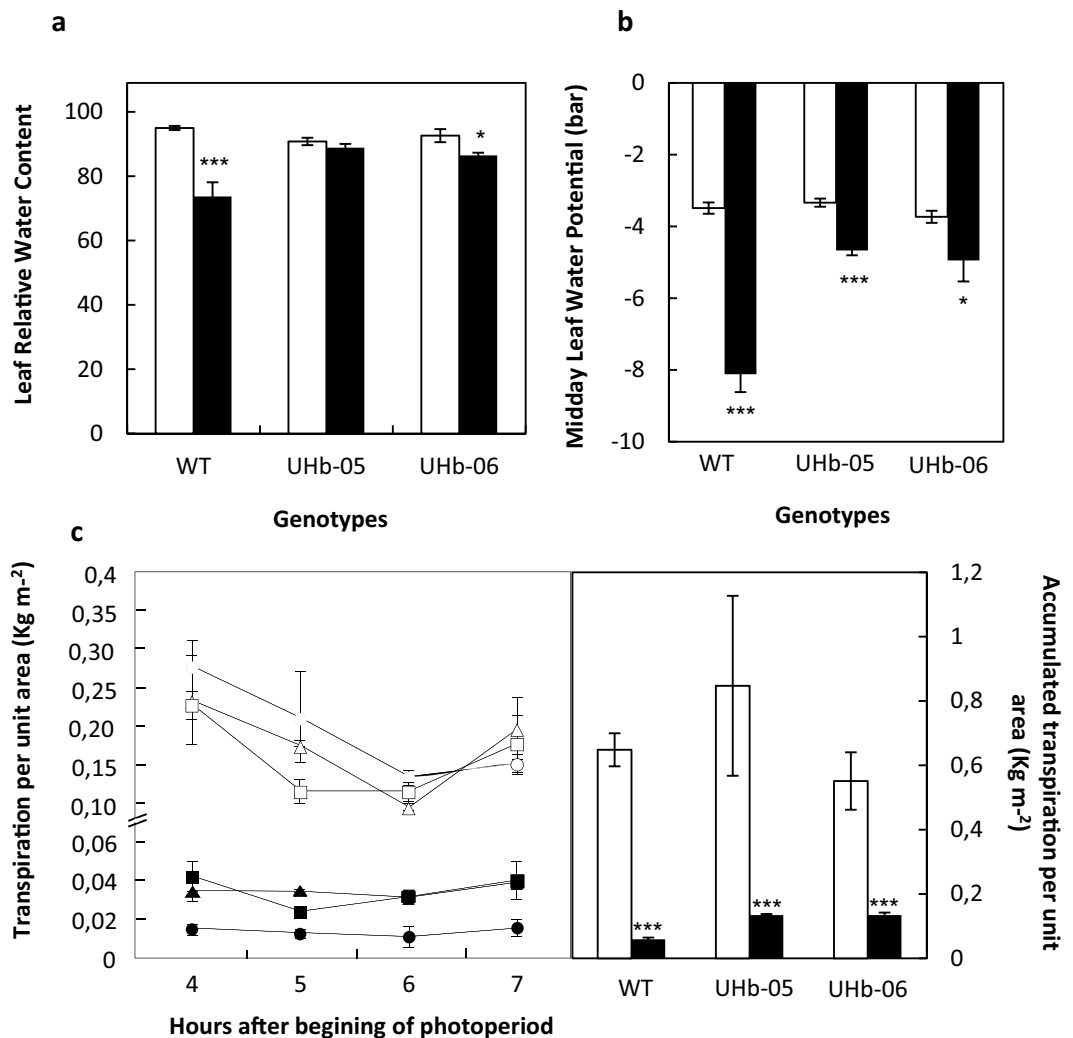 a
Leaf Relative Water Content
100
80
60
40
20
0
***
*
WT
UHb-05
UHb-06
Genotypes
b
Midday Leaf Water Potential (bar)
0
-2
-4
-6
-8
-10
***
***
*
WT
UHb-05
UHb-06
Genotypes
c
Transpiration per unit area (Kg m-²)
0,4
0,35
0,30
0,25
0,20
0,15
0,10
0,06
0,04
0,02
0
4
5
6
7
Hours after begining of photoperiod
***
***
***
WT
UHb-05
UHb-06
1,2
1
0,8
0,6
0,4
0,2
0
Accumulated transpiration per unit
area (Kg m-²)